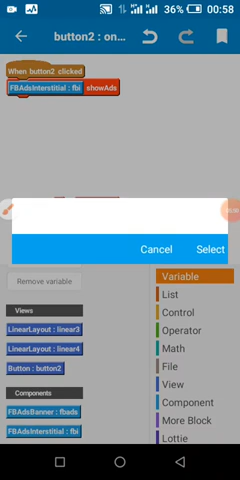 36% 00:58
button2 : on...
When button2 clicked
FBAdsInterstitial : fbi showAds
Cancel Select
Remove variable
Views
LinearLayout : linear3
LinearLayout : linear4
Button : button2
Components
FBAdsBanner : fbads
FBAdsInterstitial : fbi
Variable
List
Control
Operator
Math
File
View
Component
More Block
Lottie